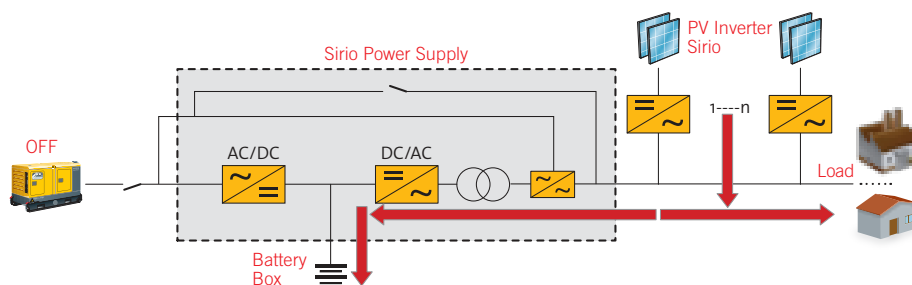 Sirio Power Supply
PV Inverter
Sirio
1----n
OFF
AC/DC
DC/AC
Load
Battery
Box